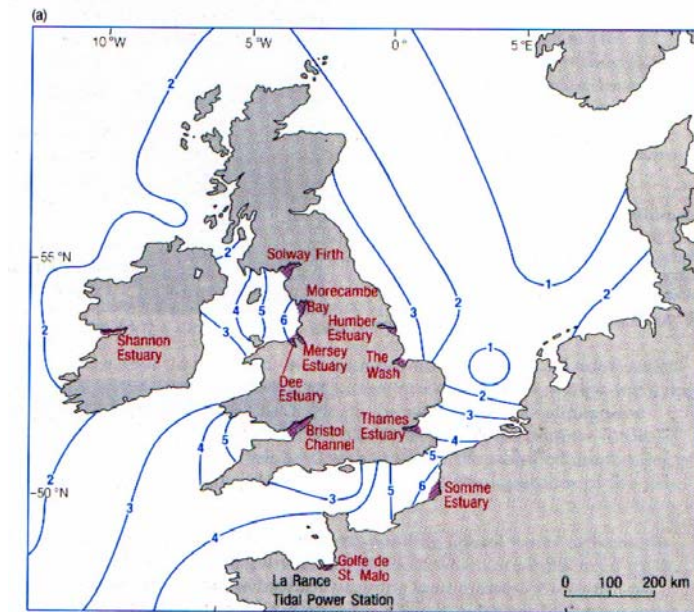 (a)
10 °W
5 °W
0 °
5 °E
2
2
1
55 °N
Solway Firth
2
Morecambe
Bay
4
5
6
3
2
1
2
Humber Estuary
3
Shannon
Estuary
Mersey
Estuary
The
Wash
1
Dee
Estuary
2
3
Thames
Estuary
4
Bristol
Channel
5
4
5
6
50 °N
2
3
3
4
5
Somme
Estuary
4
Golfe de
St. Malo
La Rance
Tidal Power Station
0 100 200 km